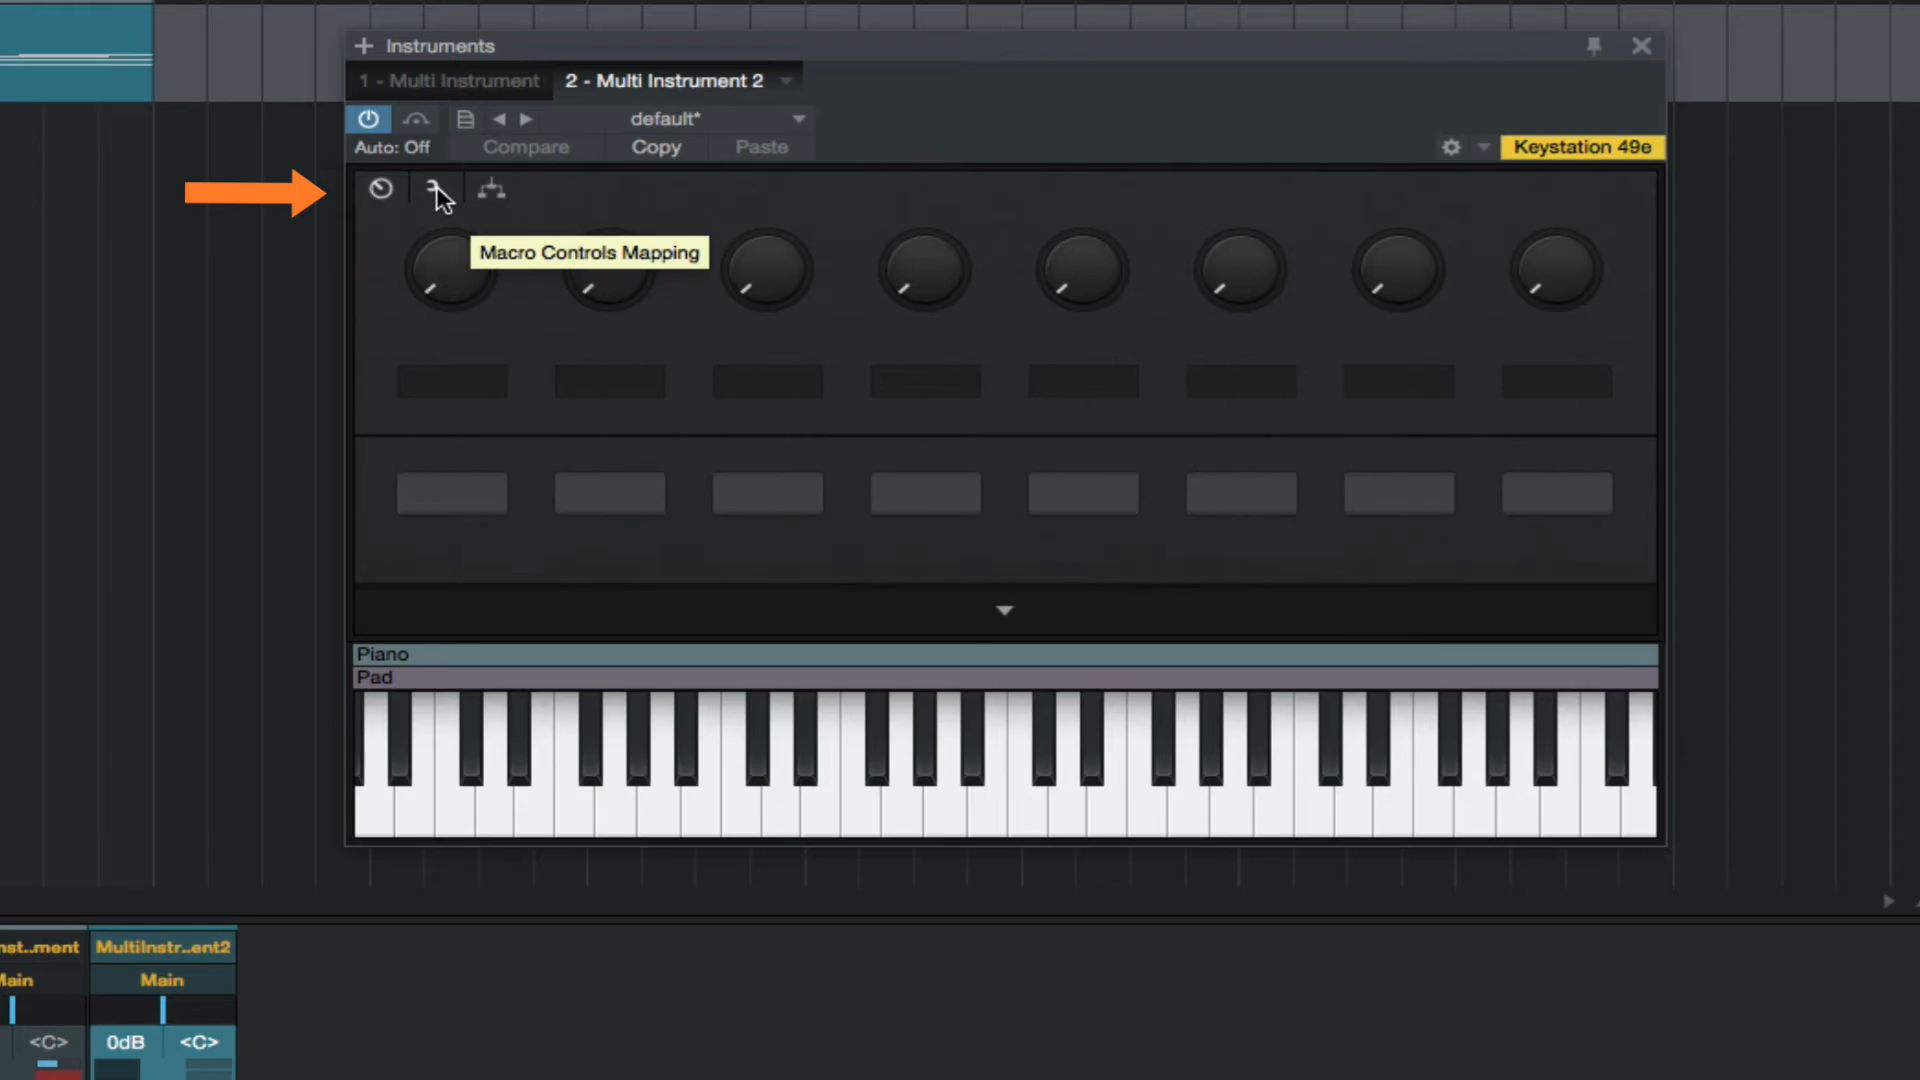 Instruments
1 - Multi Instrument
2 - Multi Instrument 2
default*
Auto: Off
Compare
Copy
Paste
Keystation 49e
Macro Controls Mapping
Piano
Pad
nst..ment
MultiInstr..ent2
Main
Main
<C>
0dB
<C>